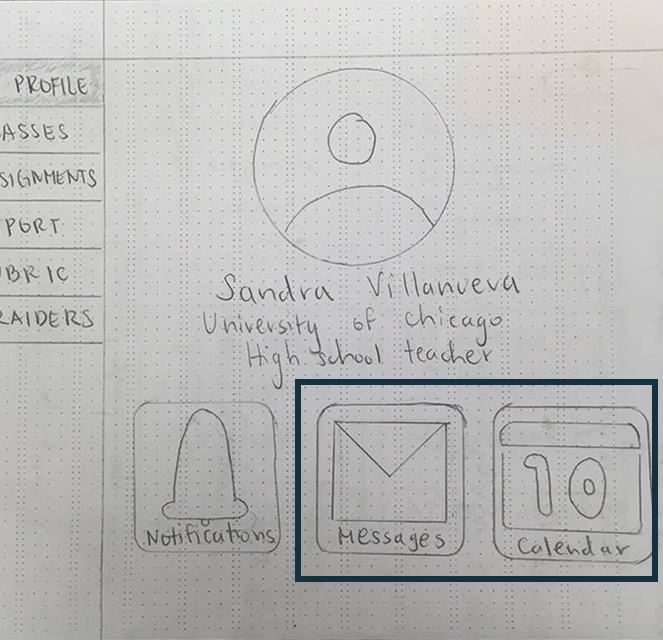 PROFILE
ASSES
SIGNMENTS
PORT
BRIC
RAIDERS
Sandra Villanueva
University of chicago
High school teacher
Notifications
Messages
10
Calendar